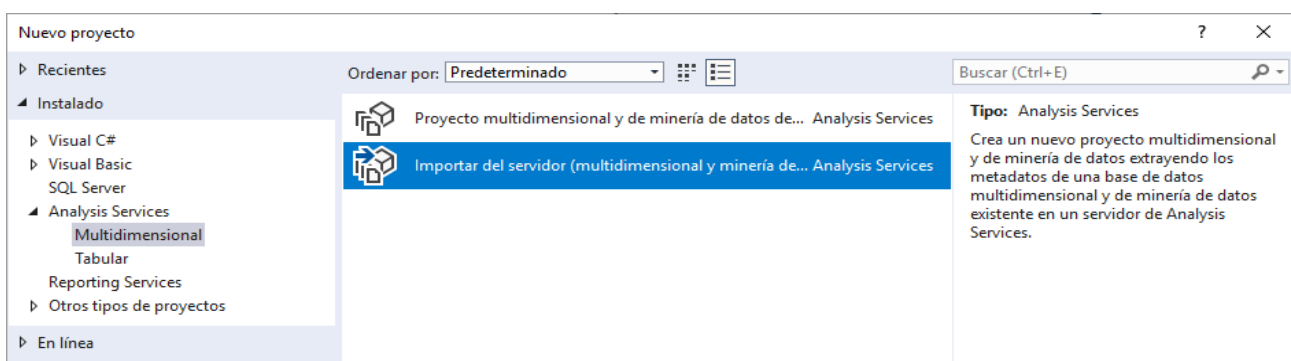 Nuevo proyecto
?
Recientes
Instalado
Visual C#
Visual Basic
SQL Server
Analysis Services
Multidimensional
Tabular
Reporting Services
Otros tipos de proyectos
En línea
Ordenar por: Predeterminado
Proyecto multidimensional y de minería de datos de... Analysis Services
Importar del servidor (multidimensional y minería de... Analysis Services
Buscar (Ctrl+E)
Tipo: Analysis Services
Crea un nuevo proyecto multidimensional
y de minería de datos extrayendo los
metadatos de una base de datos
multidimensional y de minería de datos
existente en un servidor de Analysis
Services.